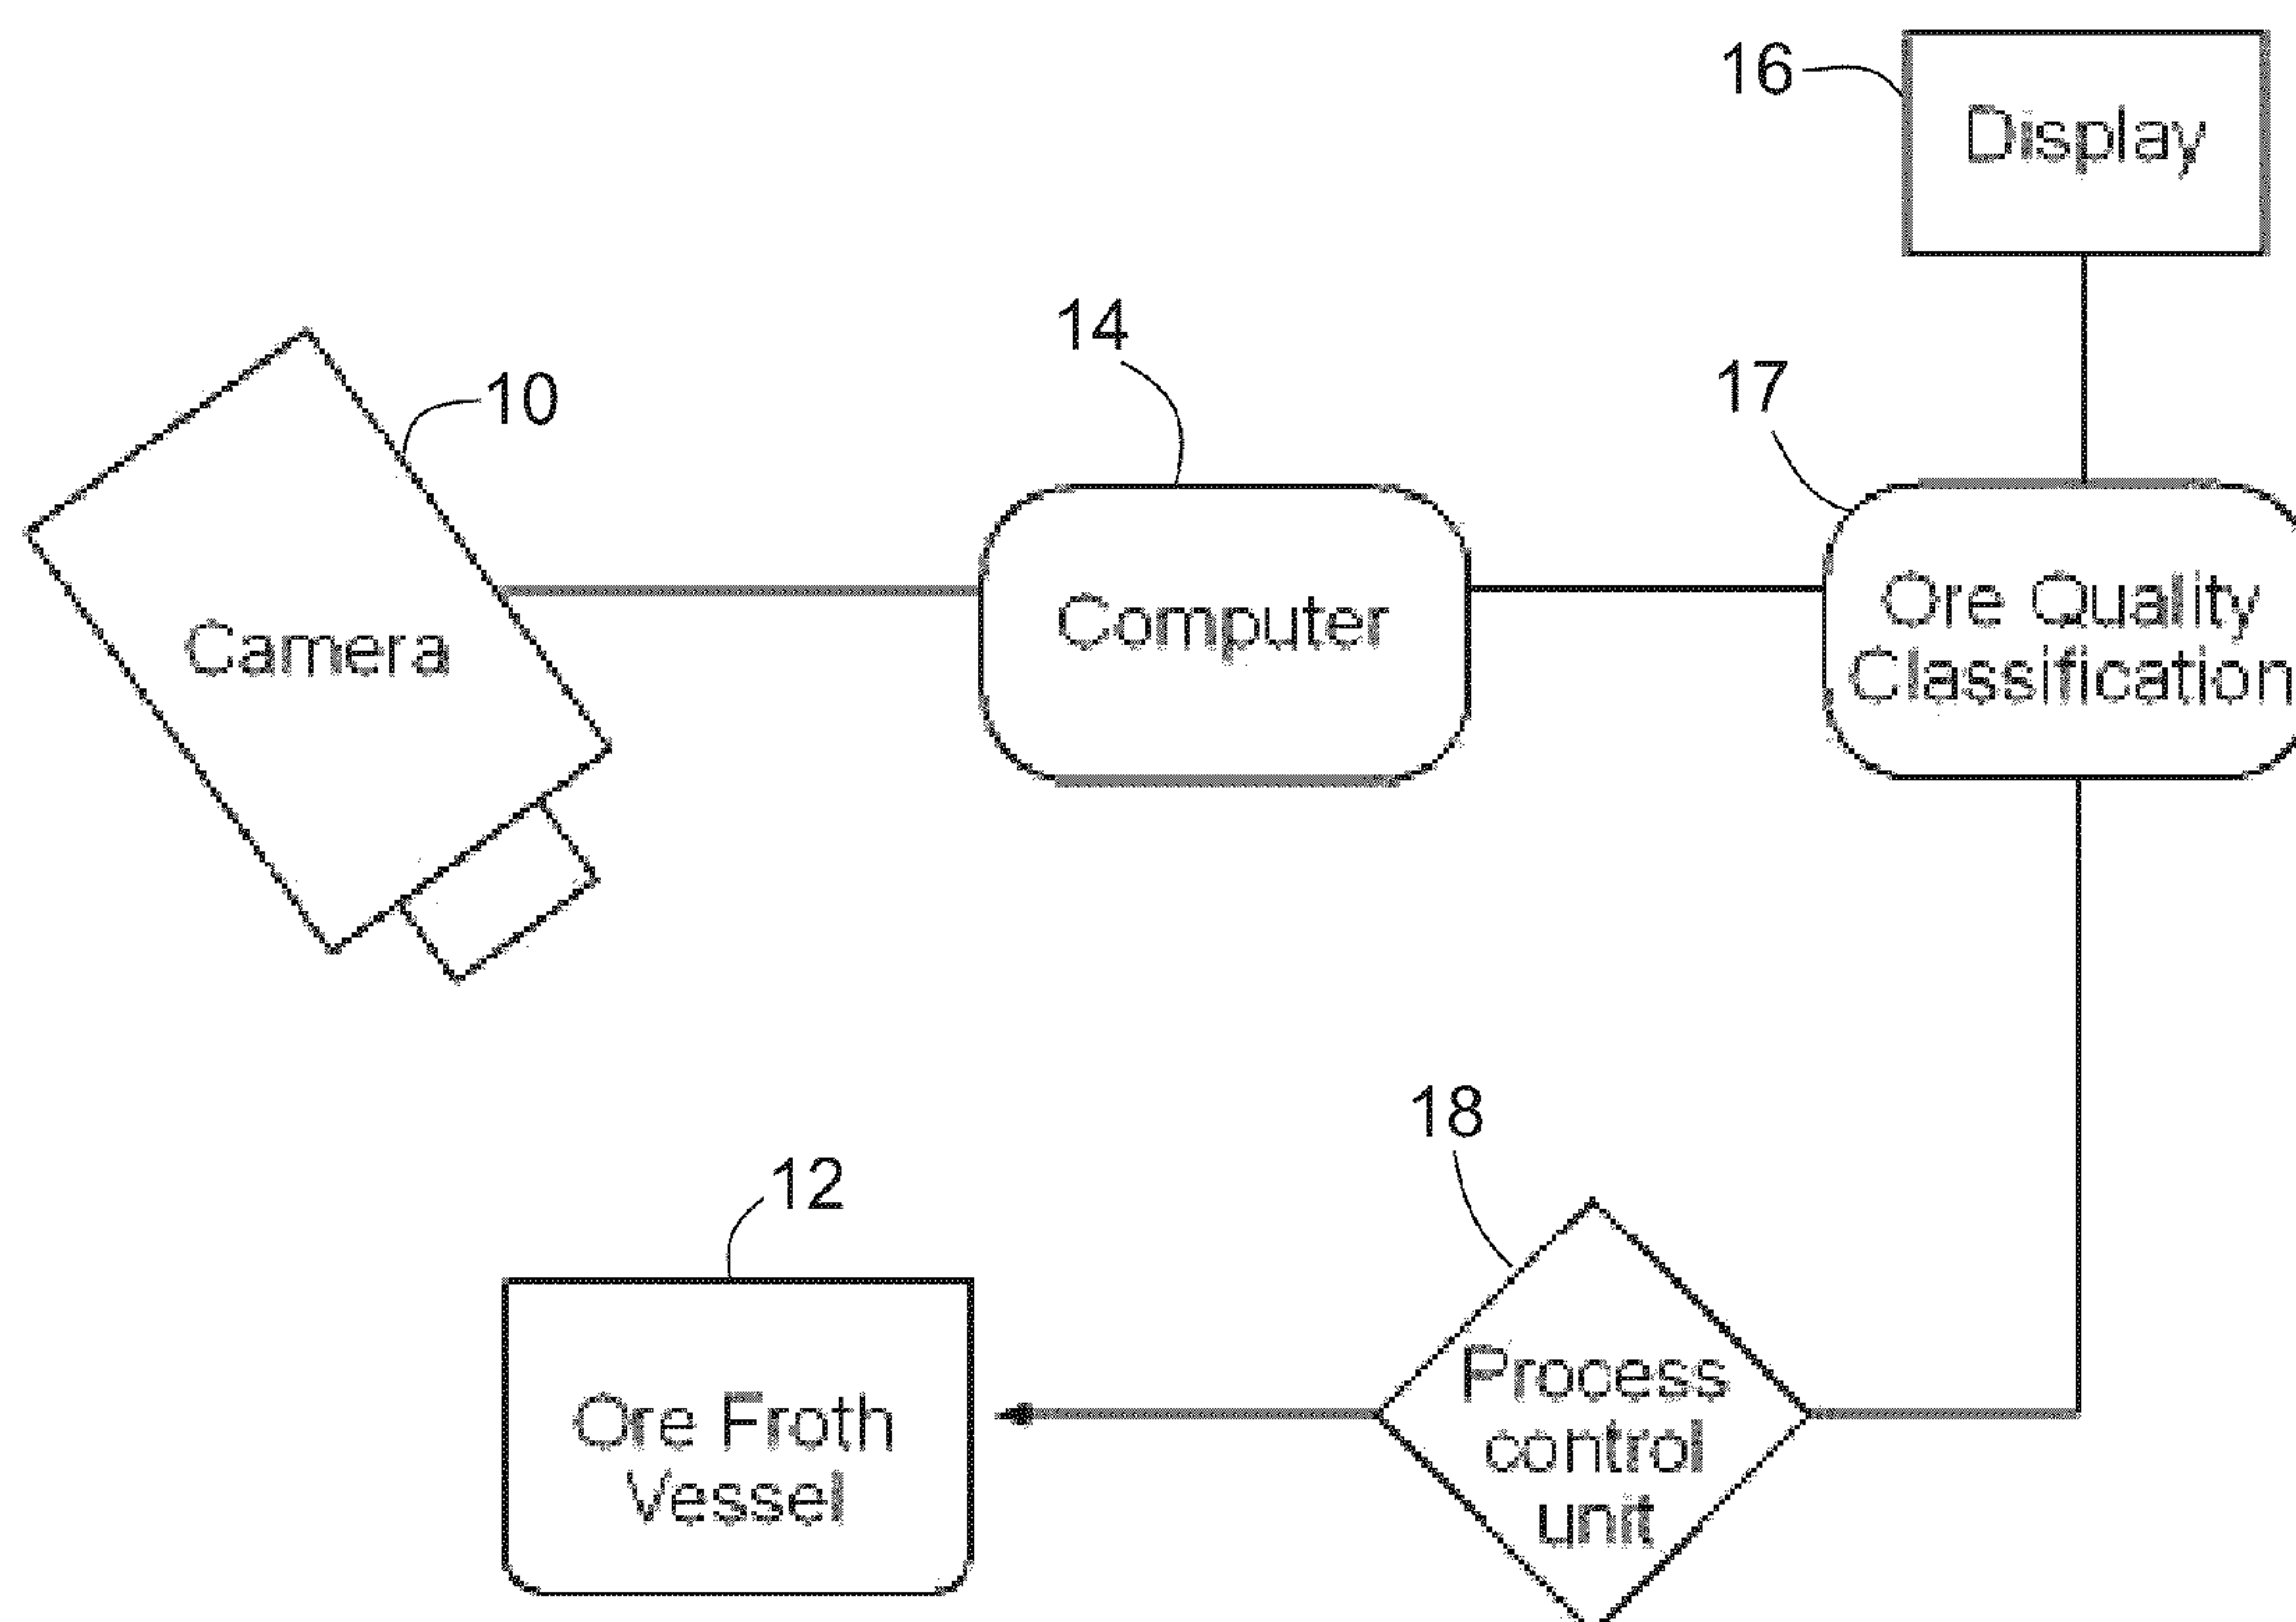 16
Display
14
17
10
Computer
Ore Quality
Classification
Camera
18
12
Process
control
unit
Ore Froth
Vessel